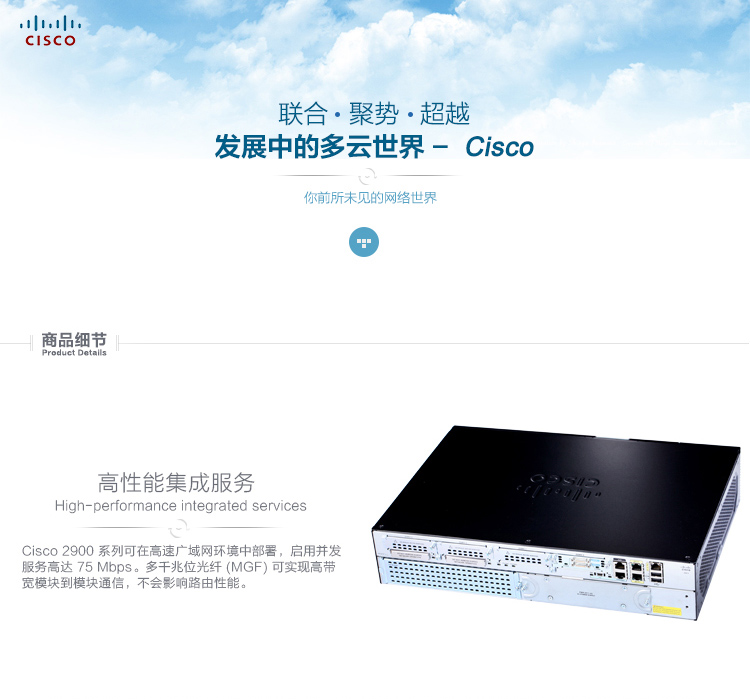 CISCO
联合·聚势·超越
发展中的多云世界 – Cisco
你前所未见的网络世界
商品细节
Product Details
高性能集成服务
High-performance integrated services
Cisco 2900 系列可在高速广域网环境中部署，启用并发
服务高达 75 Mbps。多千兆位光纤 (MGF) 可实现高带
宽模块到模块通信，不会影响路由性能。
CISCO